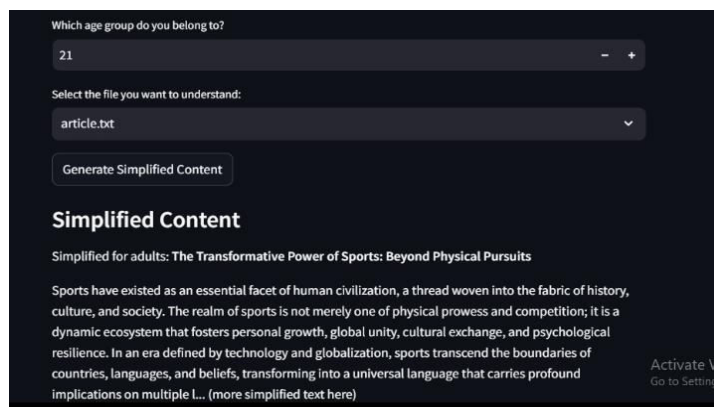 Which age group do you belong to?
21
− +
Select the file you want to understand:
article.txt
Generate Simplified Content
Simplified Content
Simplified for adults: The Transformative Power of Sports: Beyond Physical Pursuits
Sports have existed as an essential facet of human civilization, a thread woven into the fabric of history,
culture, and society. The realm of sports is not merely one of physical prowess and competition; it is a
dynamic ecosystem that fosters personal growth, global unity, cultural exchange, and psychological
resilience. In an era defined by technology and globalization, sports transcend the boundaries of
countries, languages, and beliefs, transforming into a universal language that carries profound
implications on multiple l... (more simplified text here)
Activate
Go to Setting